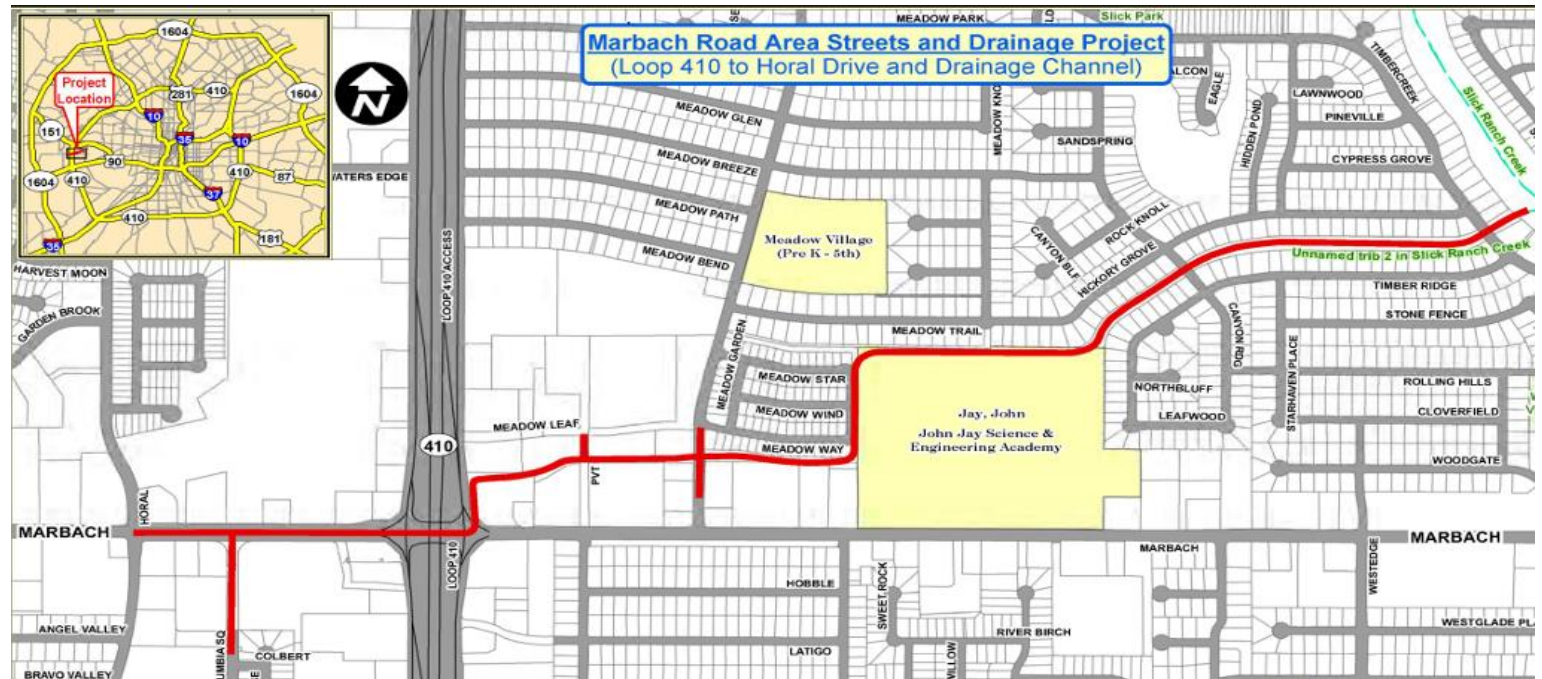 Marbach Road Area Streets and Drainage Project
(Loop 410 to Horal Drive and Drainage Channel)
1604
Project
Location
281
410
1604
151
10
35
10
90
1604
410
410
87
37
410
35
181
N
MEADOW PARK
Slick Park
TIMBERCREEK
EAGLE
LAWNWOOD
PINEVILLE
Slick Ranch Creek
MEADOW GLEN
SANDSPRING
HIDDEN POND
CYPRESS GROVE
MEADOW BREEZE
MEADOW PATH
MEADOW BEND
Meadow Village
(Pre K - 5th)
CANYON BLF
ROCK KNOLL
HICKORY GROVE
Unnamed trib 2 in Slick Ranch Creek
TIMBER RIDGE
STONE FENCE
HARVEST MOON
GARDEN BROOK
LOOP 410 ACCESS
MEADOW TRAIL
MEADOW GARDEN
MEADOW STAR
MEADOW WIND
MEADOW WAY
CANYON RDG
STARHAVEN PLACE
NORTHBLUFF
LEAFWOOD
ROLLING HILLS
CLOVERFIELD
WOODGATE
MEADOW LEAF
Jay, John
John Jay Science &
Engineering Academy
410
PVT
HORAL
MARBACH
LOOP 410
MARBACH
MARBACH
WESTEDGE
HOBBLE
SWEET ROCK
RIVER BIRCH
LATIGO
ANGEL VALLEY
BRAVO VALLEY
COLBERT
UMBIA SQ
WESTGLADE PL
ATERS EDGE
MEADOW KNO
ALCON
ILLOW